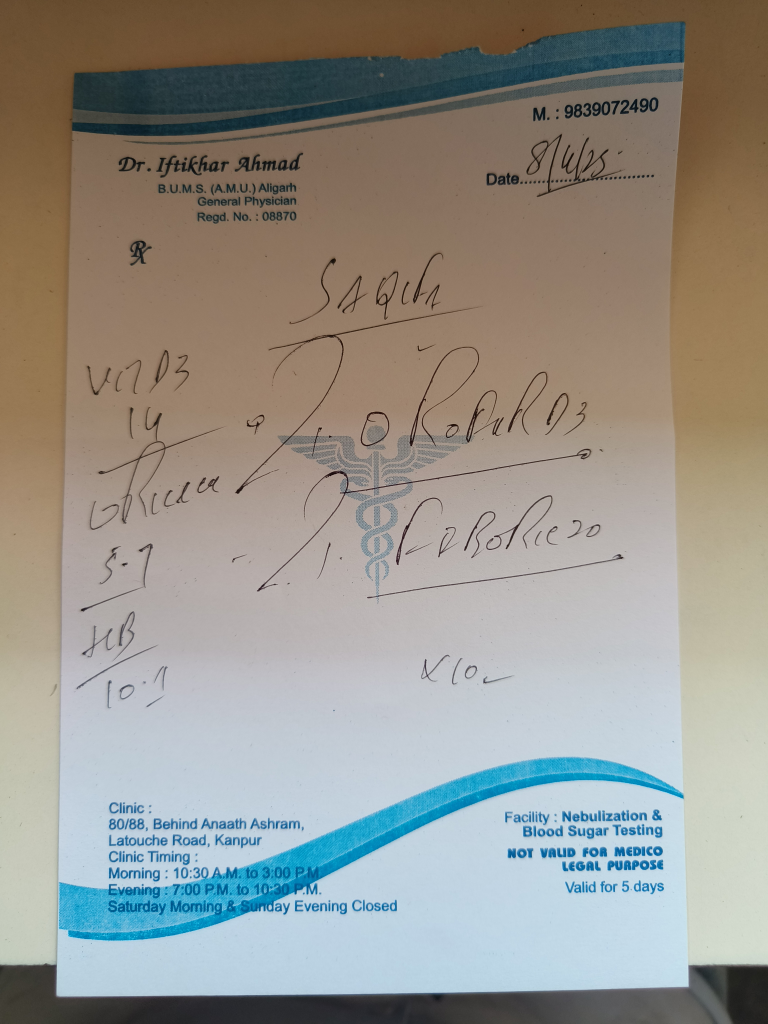 M. : 9839072490
Dr. Iftikhar Ahmad
B.U.M.S. (A.M.U.) Aligarh
General Physician
Regd. No. : 08870
Date 8/4/25
Rx
VIT D3
14
5.7
HB
10.1
x10
Clinic :
80/88, Behind Anaath Ashram,
Latouche Road, Kanpur
Clinic Timing :
Morning : 10:30 A.M. to 3:00 P.M.
Evening : 7:00 P.M. to 10:30 P.M.
Saturday Morning & Sunday Evening Closed
Facility : Nebulization &
Blood Sugar Testing
NOT VALID FOR MEDICO
LEGAL PURPOSE
Valid for 5 days